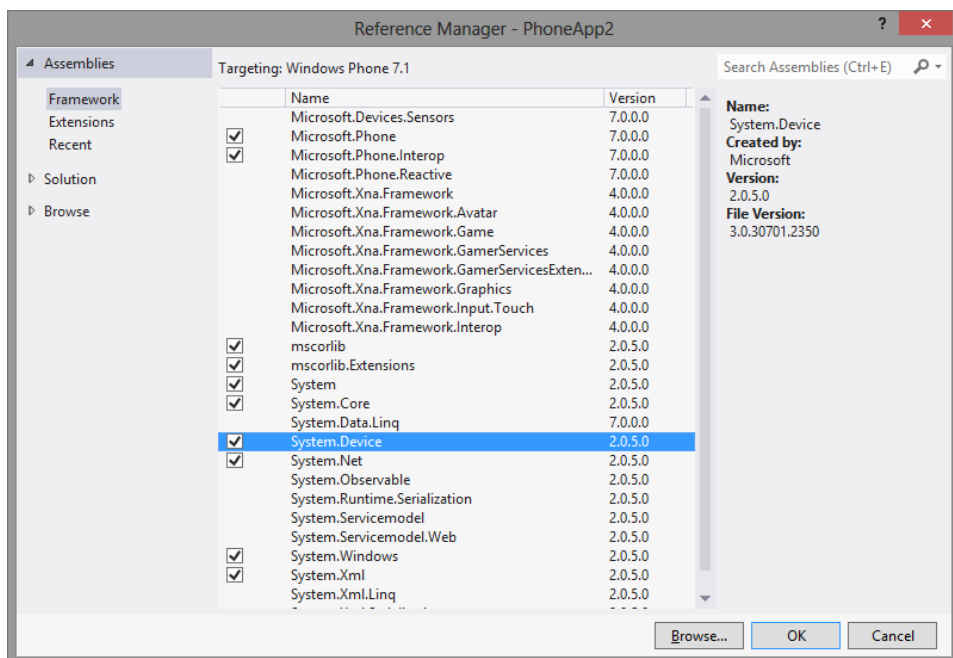 Reference Manager - PhoneApp2
?
Assemblies
Framework
Extensions
Recent
Solution
Browse
Targeting: Windows Phone 7.1
Search Assemblies (Ctrl+E)
Name Version
Microsoft.Devices.Sensors 7.0.0.0
Microsoft.Phone 7.0.0.0
Microsoft.Phone.Interop 7.0.0.0
Microsoft.Phone.Reactive 7.0.0.0
Microsoft.Xna.Framework 4.0.0.0
Microsoft.Xna.Framework.Avatar 4.0.0.0
Microsoft.Xna.Framework.Game 4.0.0.0
Microsoft.Xna.Framework.GamerServices 4.0.0.0
Microsoft.Xna.Framework.GamerServicesExten... 4.0.0.0
Microsoft.Xna.Framework.Graphics 4.0.0.0
Microsoft.Xna.Framework.Input.Touch 4.0.0.0
Microsoft.Xna.Framework.Interop 4.0.0.0
mscorlib 2.0.5.0
mscorlib.Extensions 2.0.5.0
System 2.0.5.0
System.Core 2.0.5.0
System.Data.Linq 7.0.0.0
System.Device 2.0.5.0
System.Net 2.0.5.0
System.Observable 2.0.5.0
System.Runtime.Serialization 2.0.5.0
System.Servicemodel 2.0.5.0
System.Servicemodel.Web 2.0.5.0
System.Windows 2.0.5.0
System.Xml 2.0.5.0
System.Xml.Linq 2.0.5.0
Name:
System.Device
Created by:
Microsoft
Version:
2.0.5.0
File Version:
3.0.30701.2350
Browse... OK Cancel